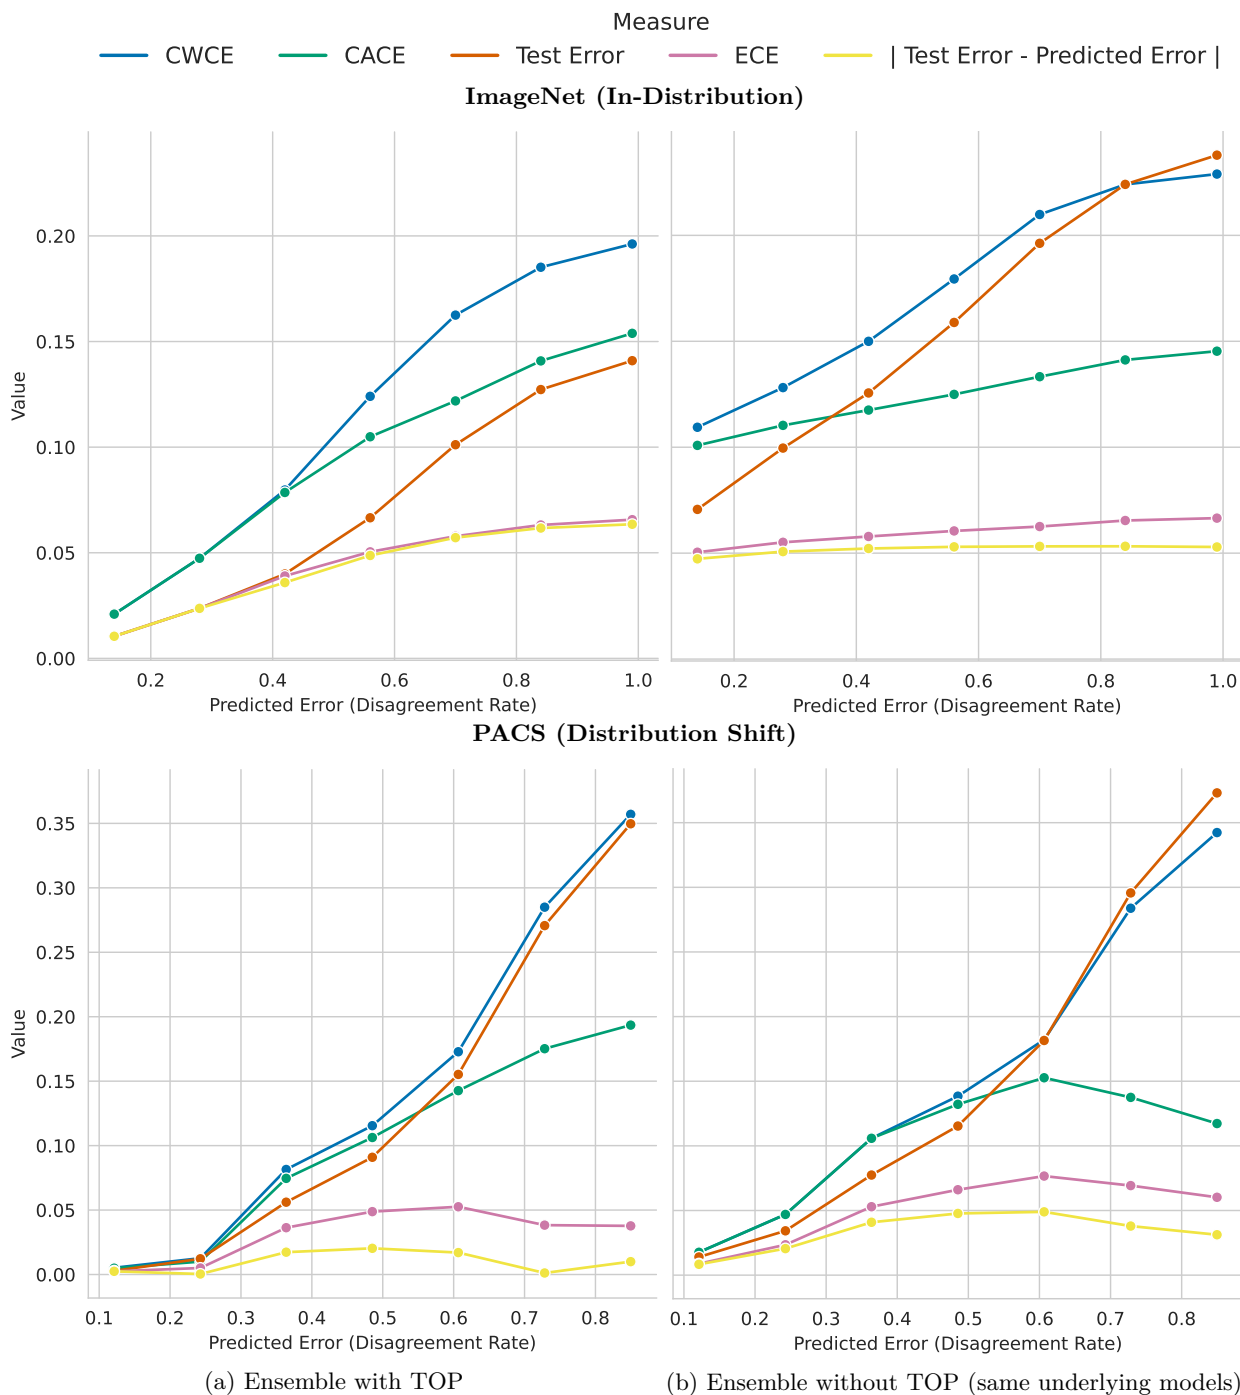 Measure
CWCE CACE Test Error ECE | Test Error - Predicted Error |
ImageNet (In-Distribution)
Value
0.20
0.15
0.10
0.05
0.00
0.2 0.4 0.6 0.8 1.0
Predicted Error (Disagreement Rate)
0.2 0.4 0.6 0.8 1.0
Predicted Error (Disagreement Rate)
PACS (Distribution Shift)
Value
0.35
0.30
0.25
0.20
0.15
0.10
0.05
0.00
0.1 0.2 0.3 0.4 0.5 0.6 0.7 0.8
Predicted Error (Disagreement Rate)
0.1 0.2 0.3 0.4 0.5 0.6 0.7 0.8
Predicted Error (Disagreement Rate)
(a) Ensemble with TOP
(b) Ensemble without TOP (same underlying models)